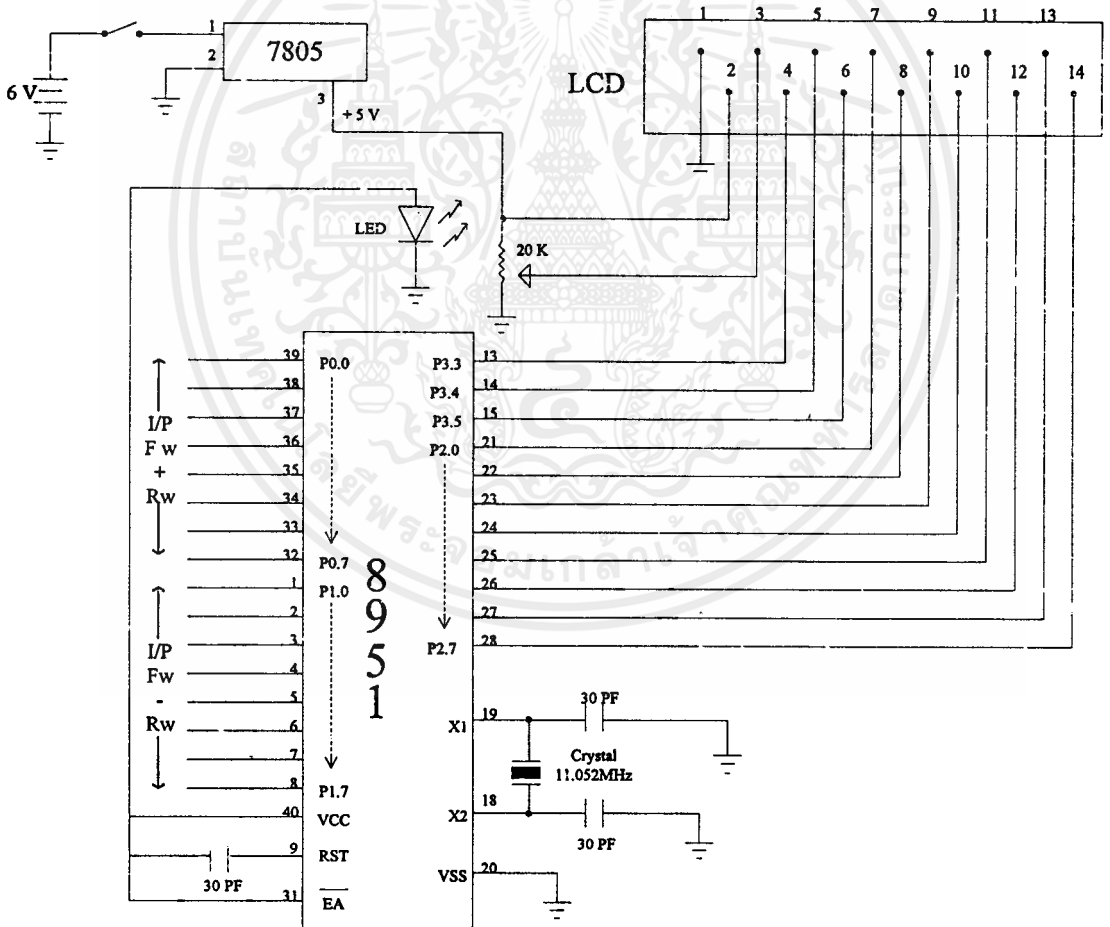 1 3 5 7 9 11 13
2 4 6 8 10 12 14
LCD
1
2
7805
3
+5 V
6 V
LED
20 K
39 P0.0
38
37
36
35
34
33
32 P0.7
I/P
F w
+
Rw
1 P1.0
2
3
4
5
6
7
8 P1.7
I/P
Fw
-
Rw
40 VCC
9 RST
30 PF
31 EA
8
9
5
1
P3.3 13
P3.4 14
P3.5 15
P2.0 21
22
23
24
25
26
27
P2.7 28
X1 19
30 PF
Crystal
11.052MHz
X2 18
30 PF
VSS 20